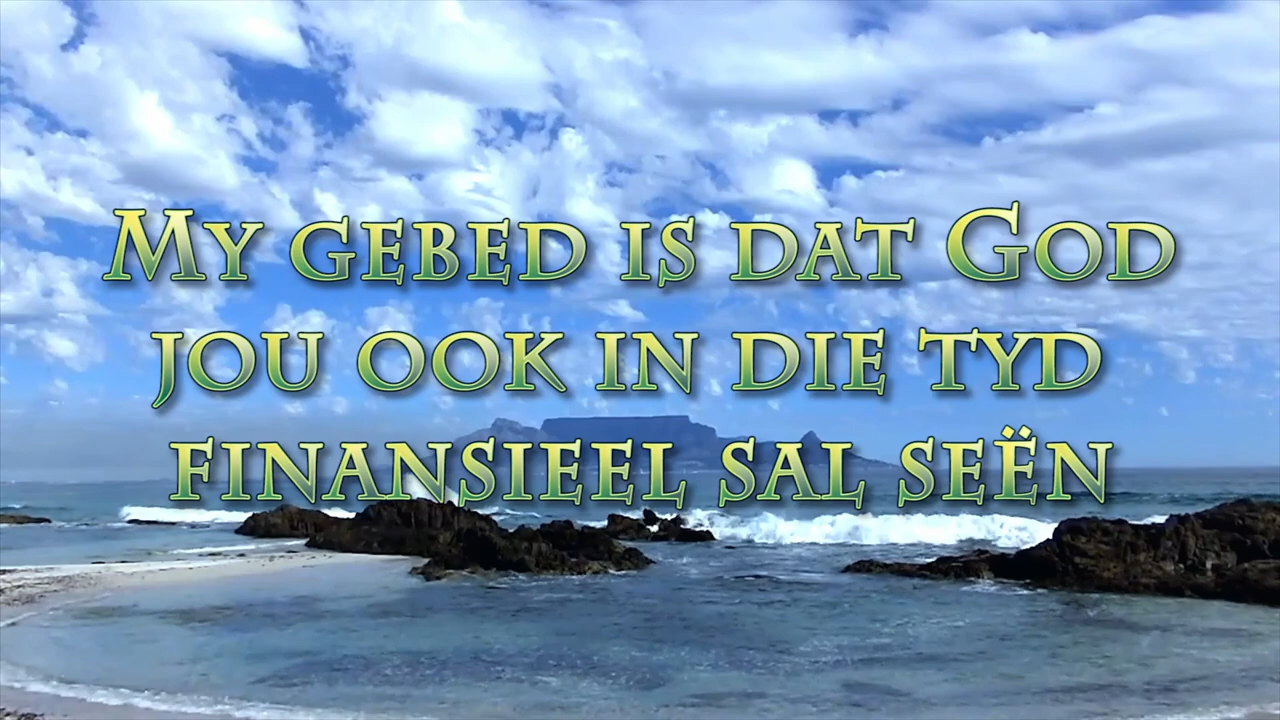 My gebed is dat God
jou ook in die tyd
finansieel sal seën